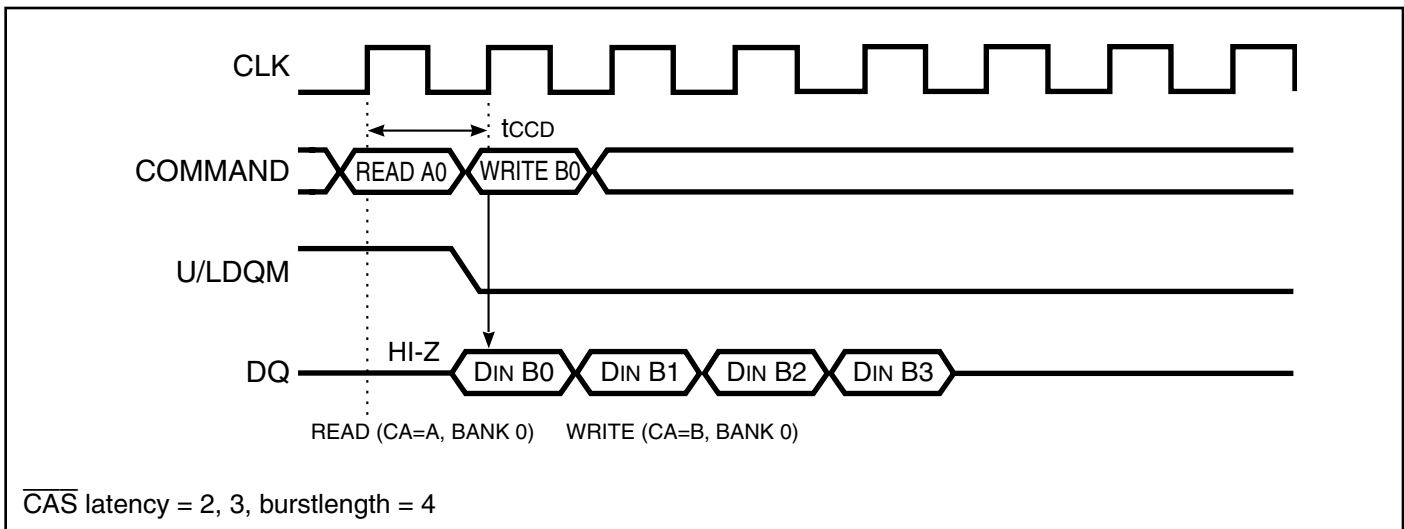 CLK
tCCD
COMMAND READ A0 WRITE B0
U/LDQM
HI-Z
DQ DIN B0 DIN B1 DIN B2 DIN B3
READ (CA=A, BANK 0) WRITE (CA=B, BANK 0)
C̅A̅S̅ latency = 2, 3, burstlength = 4